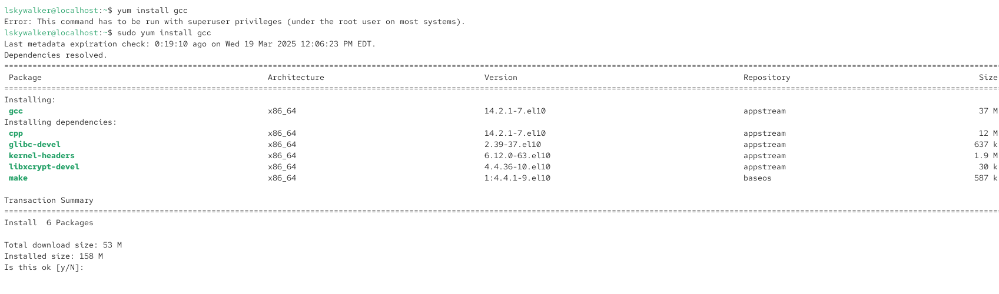 lskywalker@localhost:~$ yum install gcc
Error: This command has to be run with superuser privileges (under the root user on most systems).
lskywalker@localhost:~$ sudo yum install gcc
Last metadata expiration check: 0:19:10 ago on Wed 19 Mar 2025 12:06:23 PM EDT.
Dependencies resolved.
================================================================================
Package Architecture Version Repository Size
================================================================================
Installing:
gcc x86_64 14.2.1-7.el10 appstream 37 M
Installing dependencies:
cpp x86_64 14.2.1-7.el10 appstream 12 M
glibc-devel x86_64 2.39-37.el10 appstream 637 k
kernel-headers x86_64 6.12.0-63.el10 appstream 1.9 M
libxcrypt-devel x86_64 4.4.36-10.el10 appstream 30 k
make x86_64 1:4.4.1-9.el10 baseos 587 k
Transaction Summary
================================================================================
Install  6 Packages
Total download size: 53 M
Installed size: 158 M
Is this ok [y/N]: